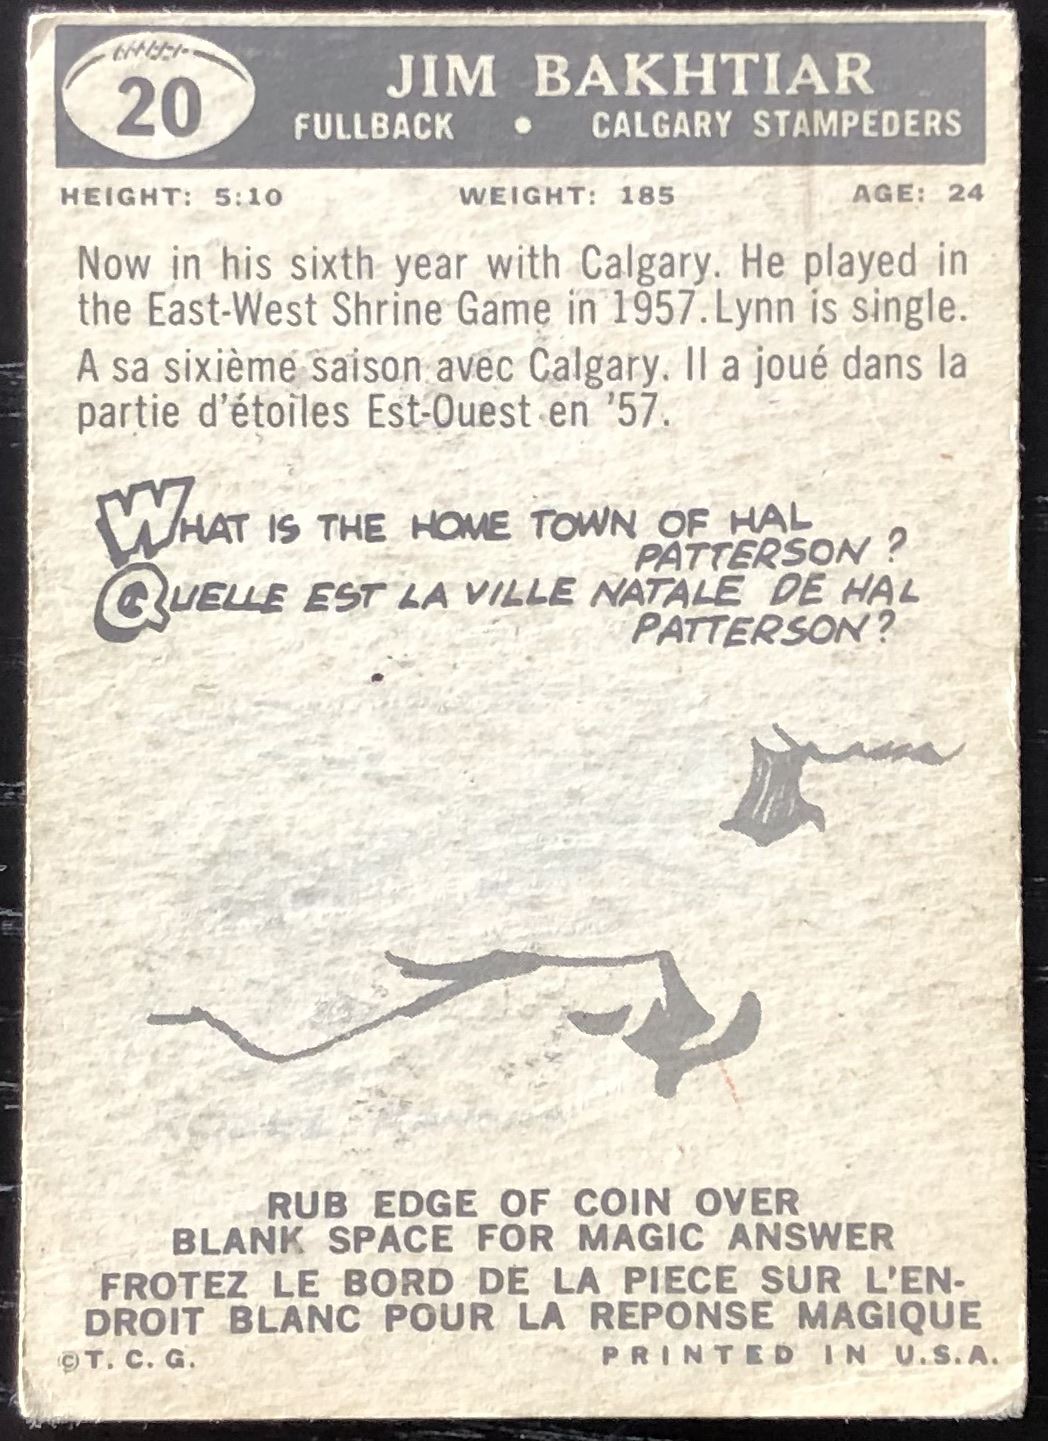 20
JIM BAKHTIAR
FULLBACK • CALGARY STAMPEDERS
HEIGHT: 5:10 WEIGHT: 185 AGE: 24
Now in his sixth year with Calgary. He played in
the East-West Shrine Game in 1957. Lynn is single.
A sa sixième saison avec Calgary. Il a joué dans la
partie d'étoiles Est-Ouest en '57.
WHAT IS THE HOME TOWN OF HAL
PATTERSON?
QUELLE EST LA VILLE NATALE DE HAL
PATTERSON?
RUB EDGE OF COIN OVER
BLANK SPACE FOR MAGIC ANSWER
FROTEZ LE BORD DE LA PIECE SUR L'EN-
DROIT BLANC POUR LA REPONSE MAGIQUE
© T. C. G. PRINTED IN U.S.A.